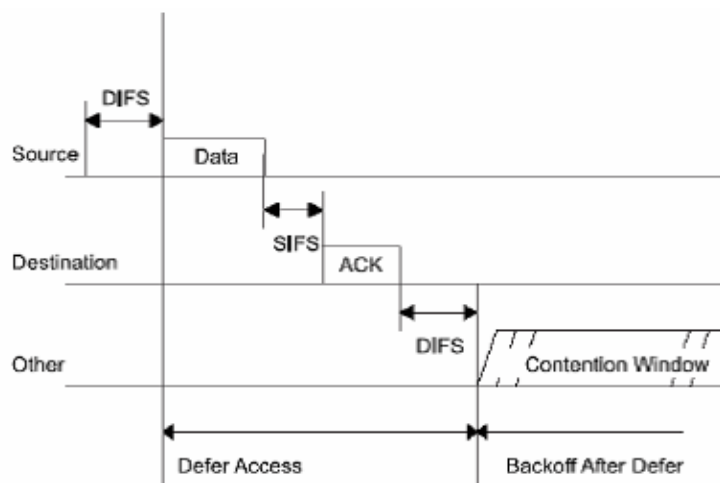 DIFS
Source
Data
SIFS
Destination
ACK
DIFS
Other
Contention Window
Defer Access
Backoff After Defer